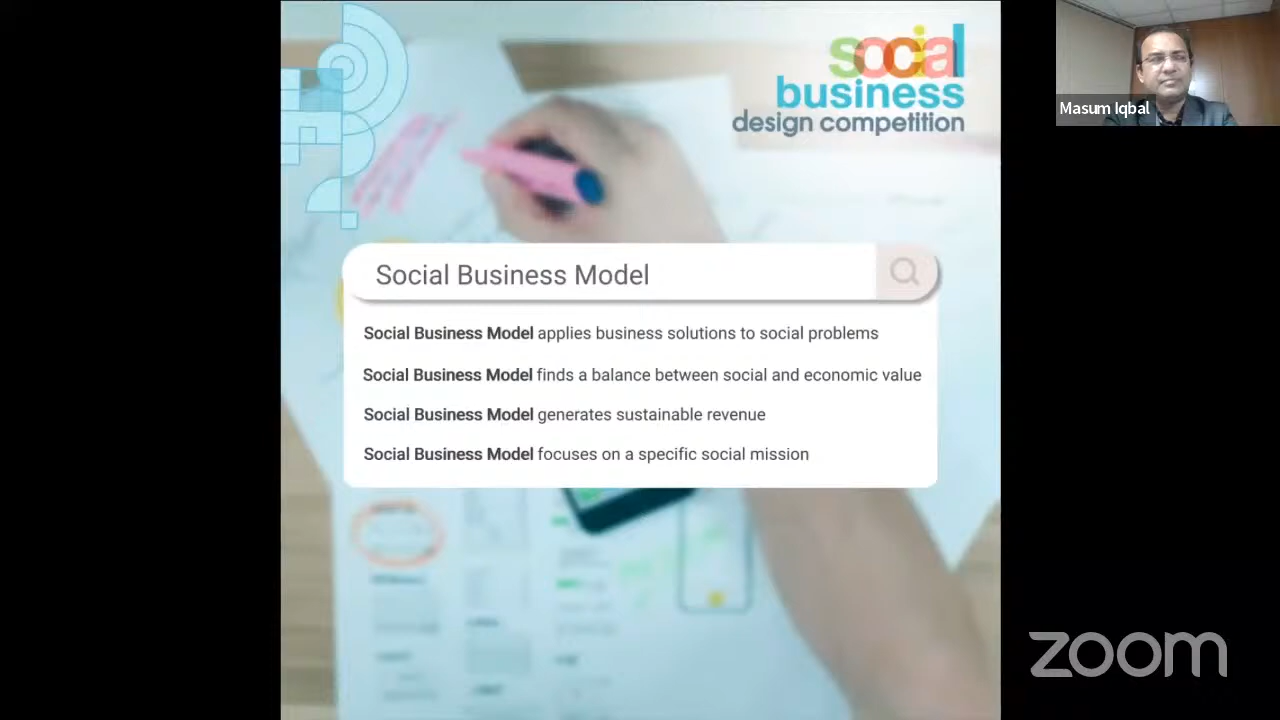 social
business
design competition
Masum Iqbal
Social Business Model
Social Business Model applies business solutions to social problems
Social Business Model finds a balance between social and economic value
Social Business Model generates sustainable revenue
Social Business Model focuses on a specific social mission
zoom